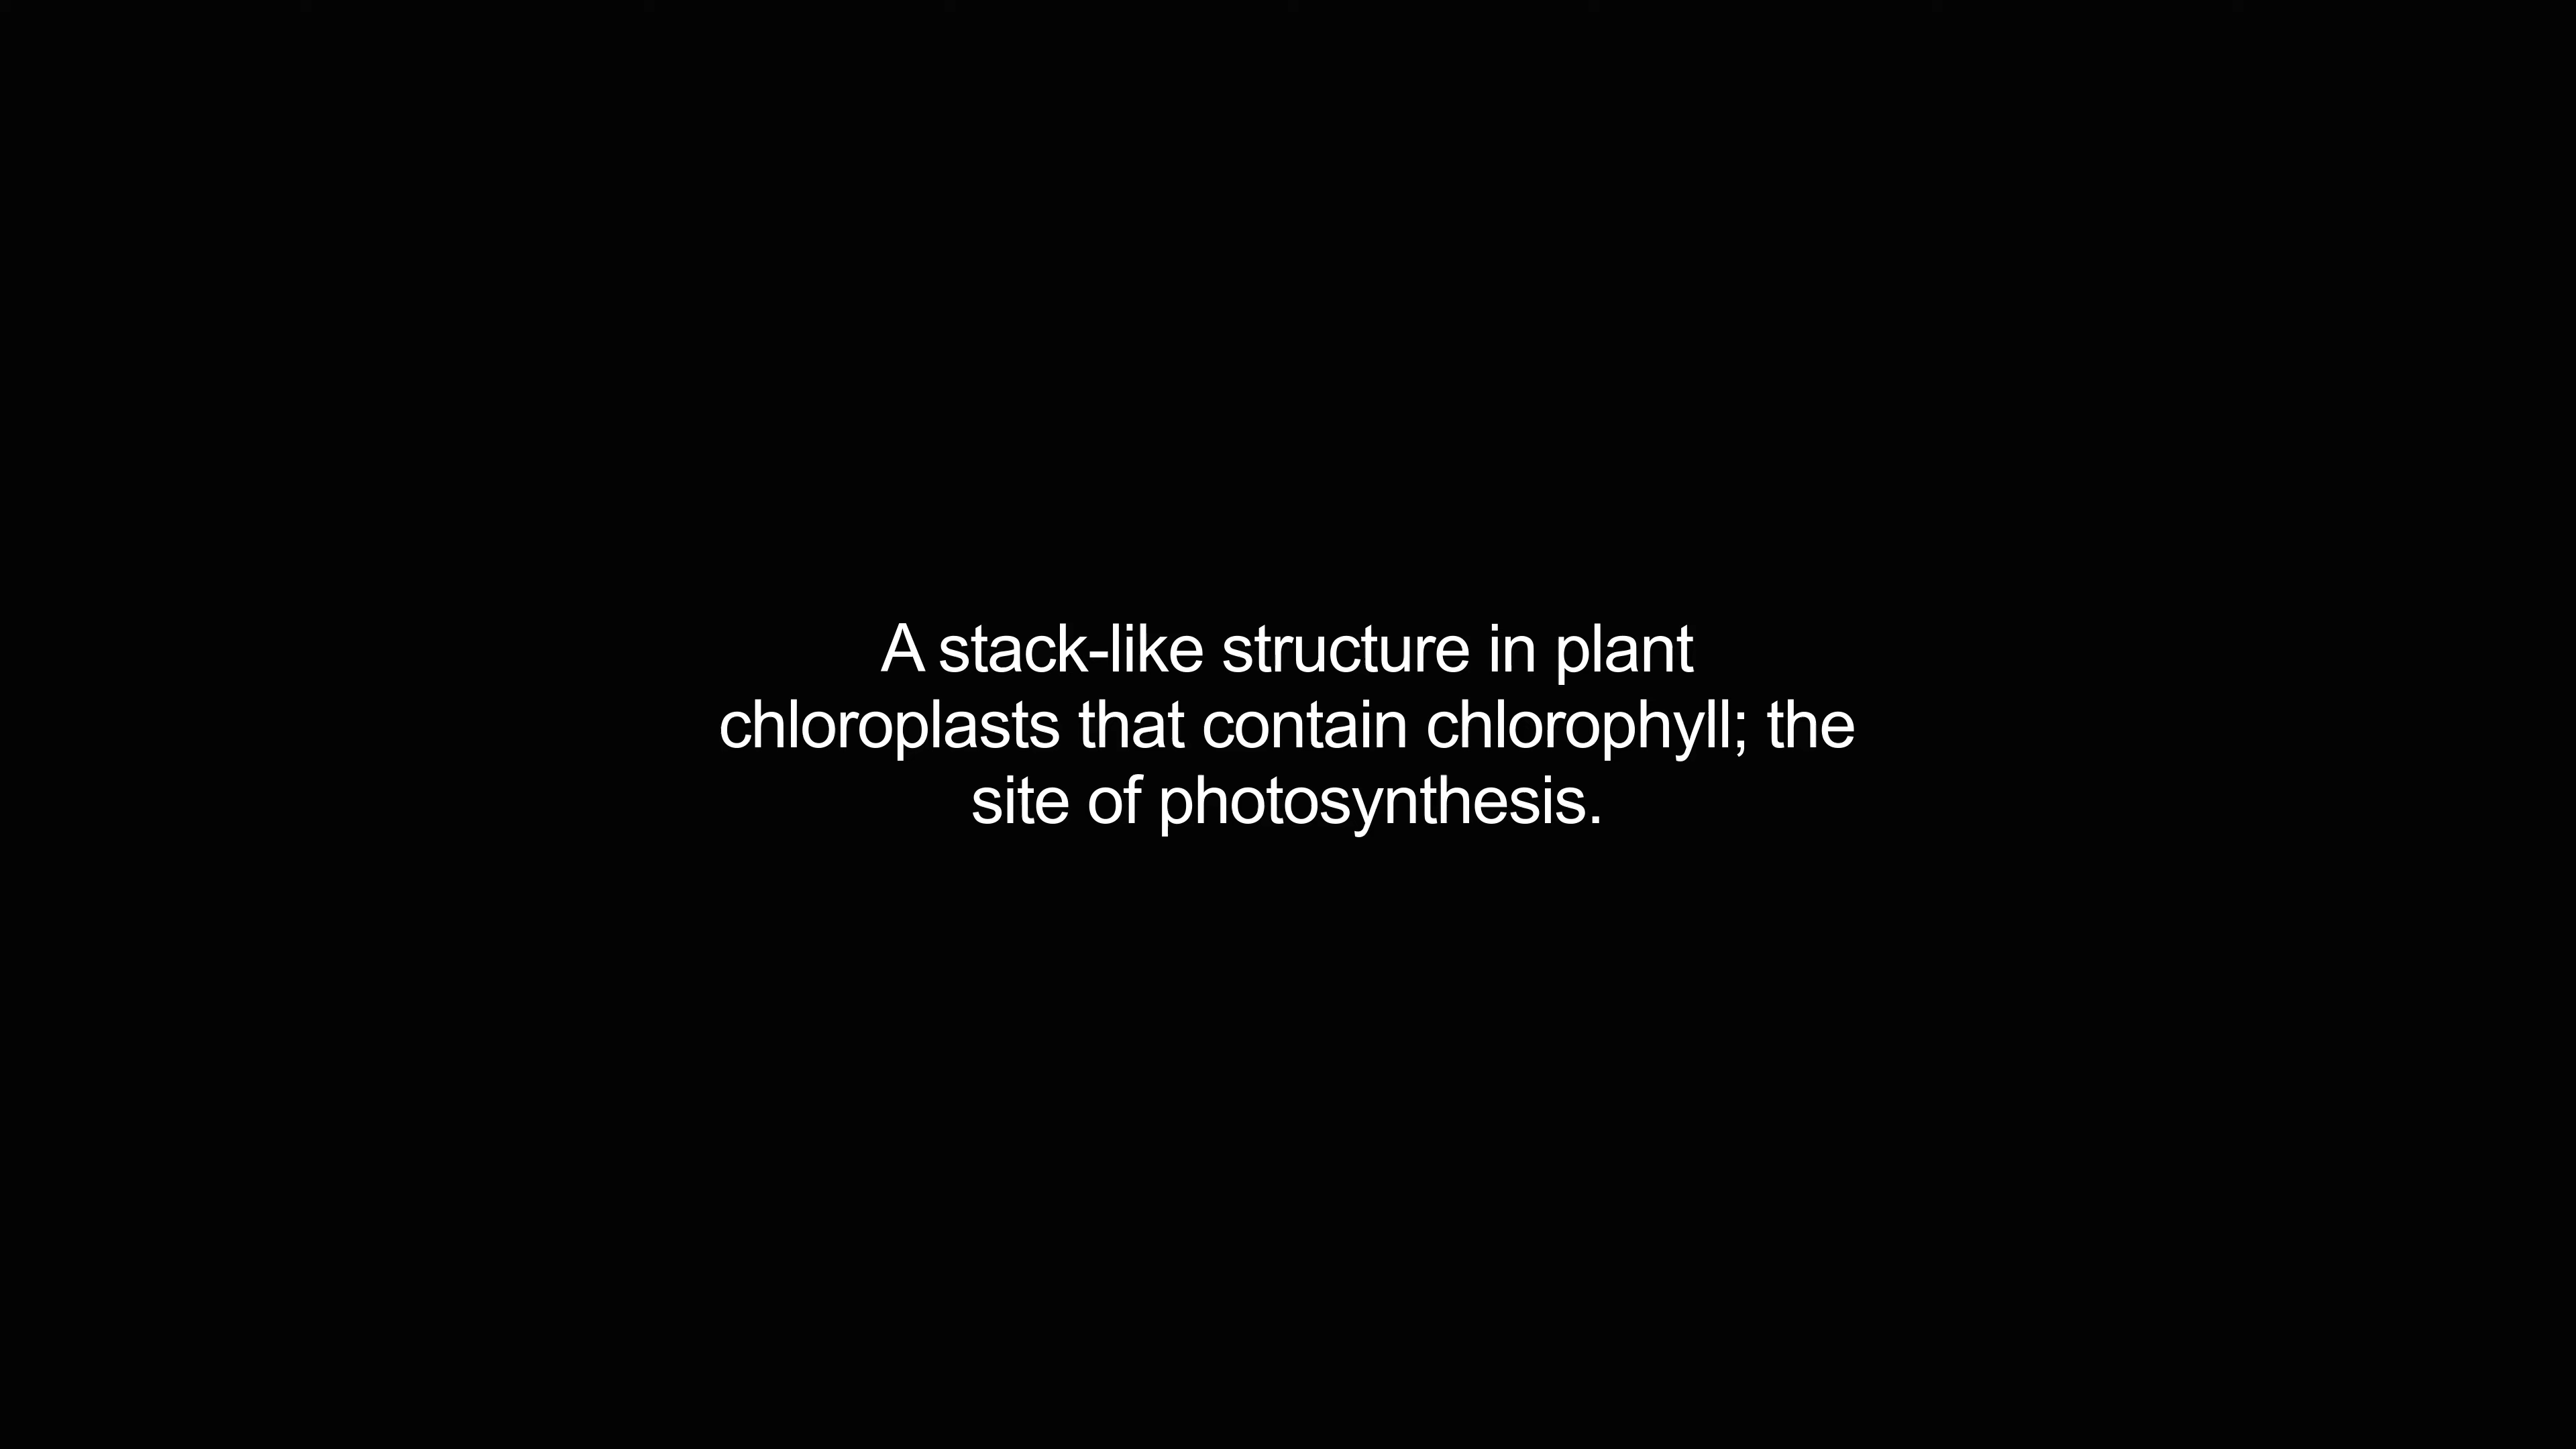 A stack-like structure in plant
chloroplasts that contain chlorophyll; the
site of photosynthesis.